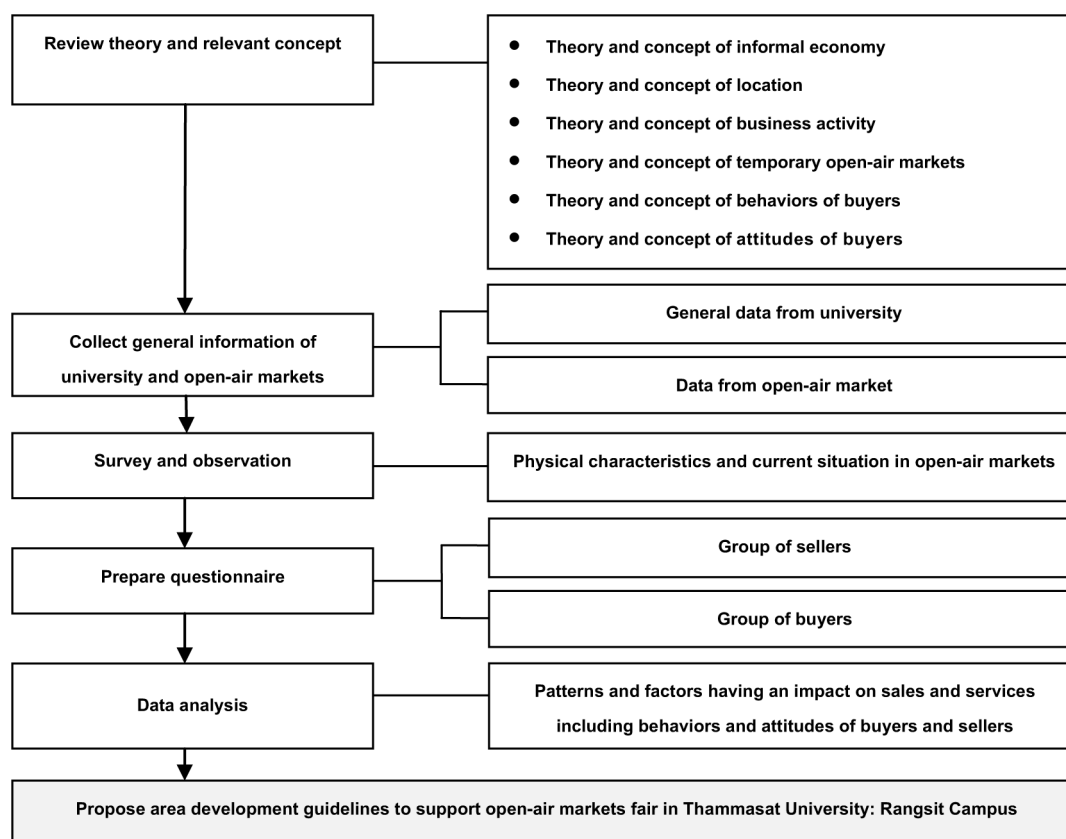 Review theory and relevant concept
● Theory and concept of informal economy
● Theory and concept of location
● Theory and concept of business activity
● Theory and concept of temporary open-air markets
● Theory and concept of behaviors of buyers
● Theory and concept of attitudes of buyers
Collect general information of
university and open-air markets
General data from university
Data from open-air market
Survey and observation
Physical characteristics and current situation in open-air markets
Prepare questionnaire
Group of sellers
Group of buyers
Data analysis
Patterns and factors having an impact on sales and services
including behaviors and attitudes of buyers and sellers
Propose area development guidelines to support open-air markets fair in Thammasat University: Rangsit Campus